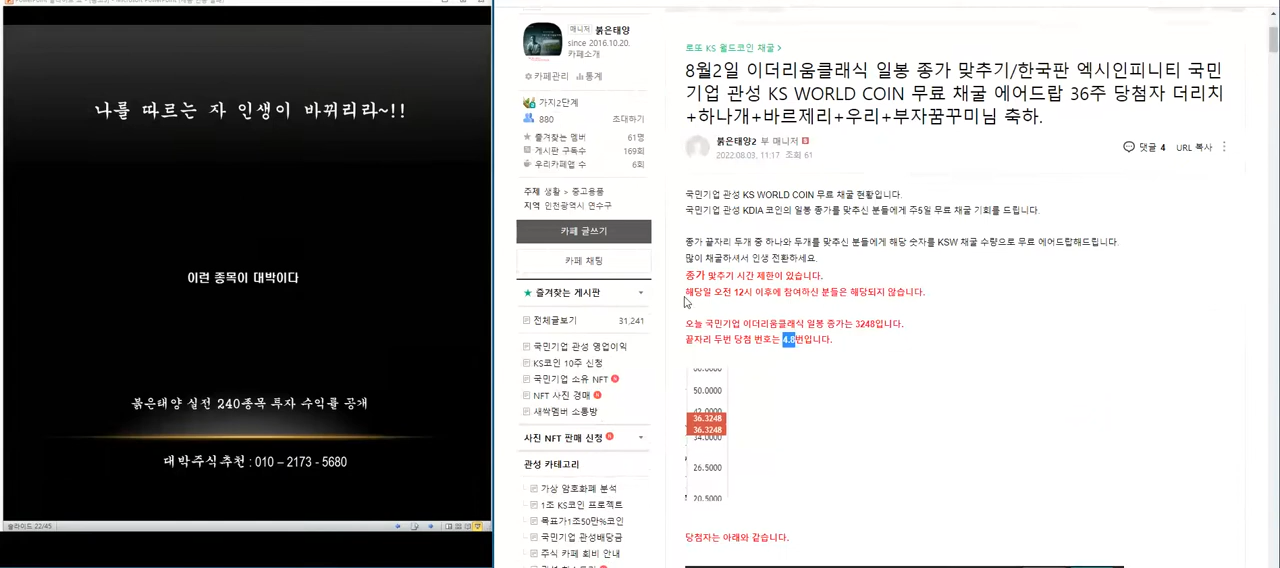 나를 따르는 자 인생이 바뀌리라~!!
이런 종목이 대박이다
붉은태양 실전 240종목 투자 수익률 공개
대박주식추천 : 010 – 2173 - 5680
슬라이드 22/45
매니저 붉은태양
since 2016.10.20.
카페소개
카페관리 통계
가지2단계
880 초대하기
즐겨찾는 멤버 61명
게시판 구독수 169회
우리카페앱 수 6회
주제 생활 > 중고용품
지역 인천광역시 연수구
카페 글쓰기
카페 채팅
즐겨찾는 게시판
전체글보기 31,241
국민기업 관성 영업이익
KS코인 10주 신청
국민기업 소유 NFT
NFT 사진 경매
새싹멤버 소통방
사진 NFT 판매 신청
관성 카테고리
가상 암호화폐 분석
1조 KS코인 프로젝트
목표가1조50만%코인
국민기업 관성배당금
주식 카페 회비 안내
로또 KS 월드코인 채굴 >
8월2일 이더리움클래식 일봉 종가 맞추기/한국판 엑시인피니티 국민
기업 관성 KS WORLD COIN 무료 채굴 에어드랍 36주 당첨자 더리치
+하나개+바르제리+우리+부자꿈꾸미님 축하.
붉은태양2 부 매니저
2022.08.03. 11:17 조회 61
댓글 4 URL 복사
국민기업 관성 KS WORLD COIN 무료 채굴 현황입니다.
국민기업 관성 KDIA 코인의 일봉 종가를 맞추신 분들에게 주5일 무료 채굴 기회를 드립니다.
종가 끝자리 두개 중 하나와 두개를 맞추신 분들에게 해당 숫자를 KSW 채굴 수량으로 무료 에어드랍해드립니다.
많이 채굴하셔서 인생 전환하세요.
종가 맞추기 시간 제한이 있습니다.
해당일 오전 12시 이후에 참여하신 분들은 해당되지 않습니다.
오늘 국민기업 이더리움클래식 일봉 종가는 3248입니다.
끝자리 두번 당첨 번호는 4.8번입니다.
50.0000
42.0000
36.3248
36.3248
34.0000
26.5000
20.5000
당첨자는 아래와 같습니다.